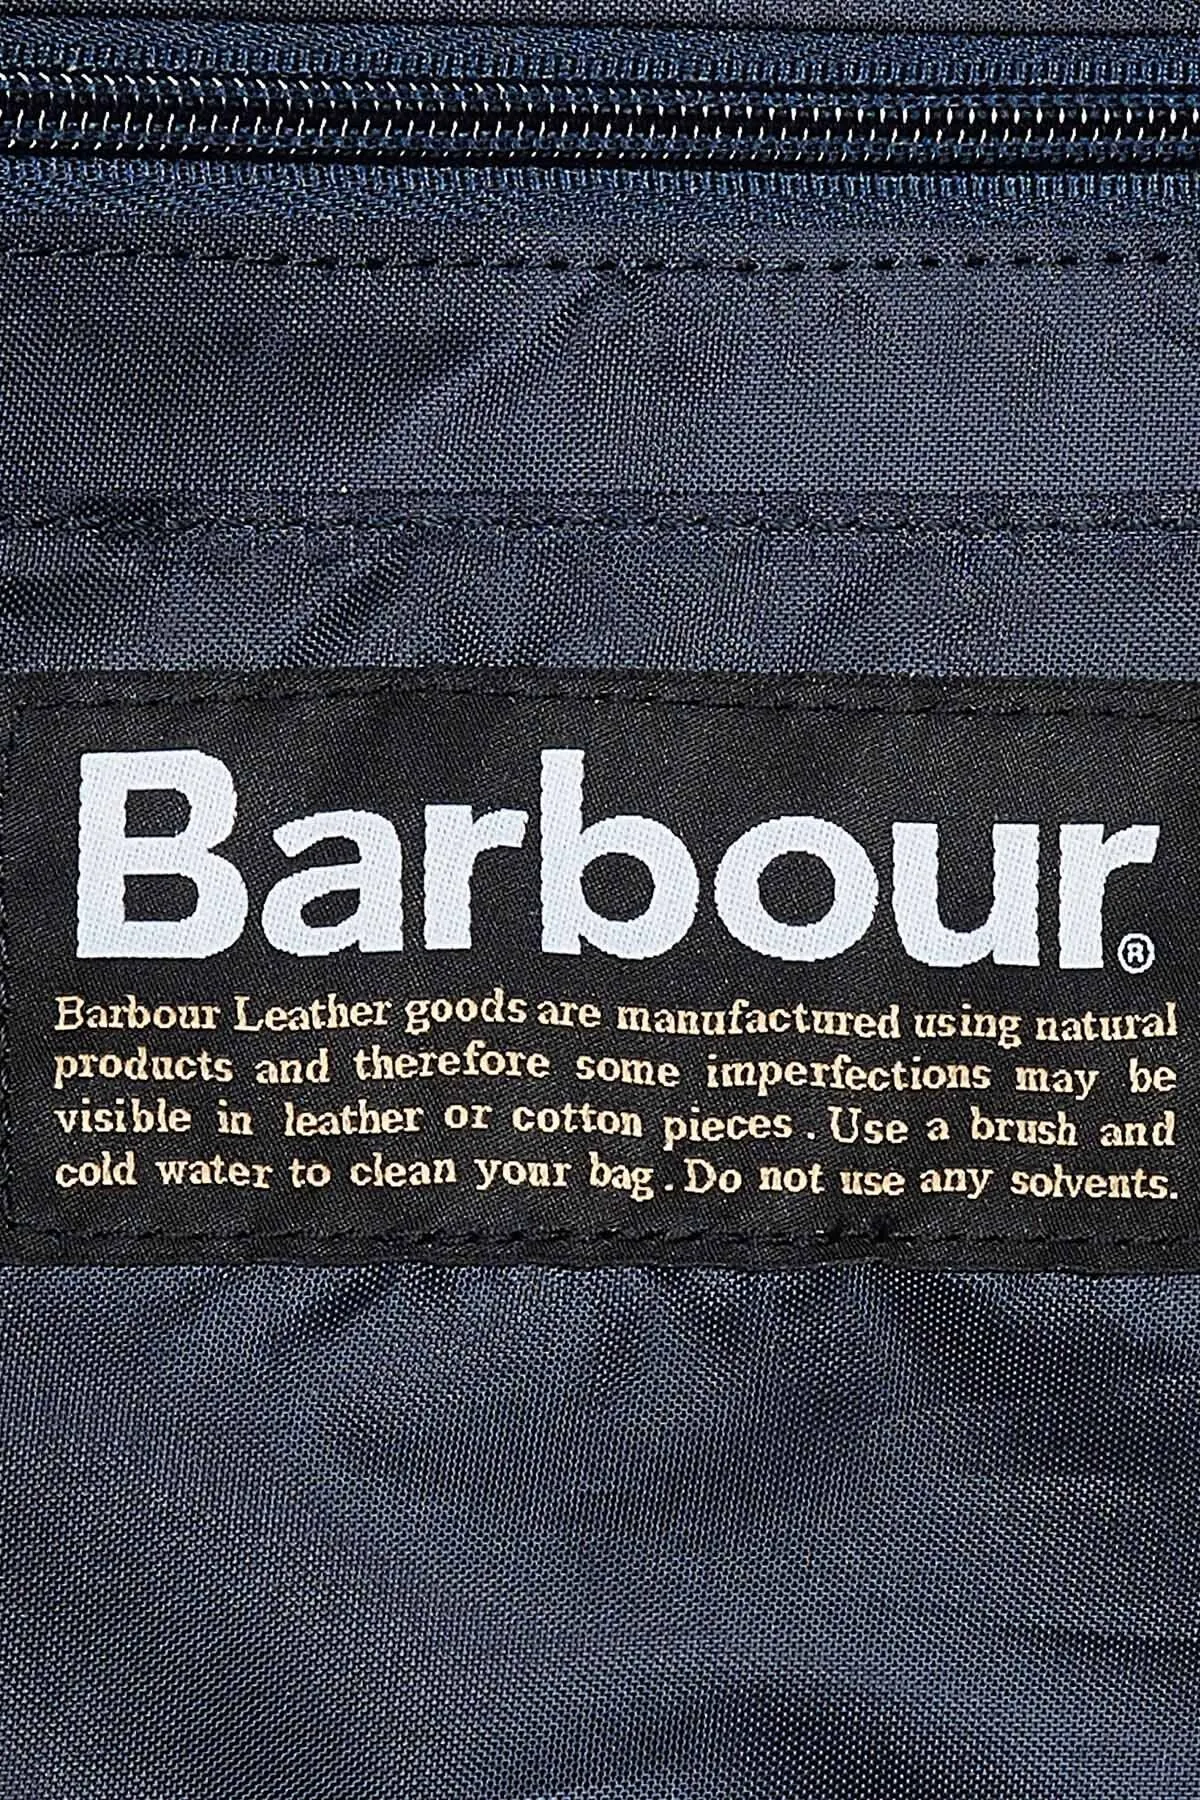 Barbour®
Barbour Leather goods are manufactured using natural
products and therefore some imperfections may be
visible in leather or cotton pieces . Use a brush and
cold water to clean your bag . Do not use any solvents.